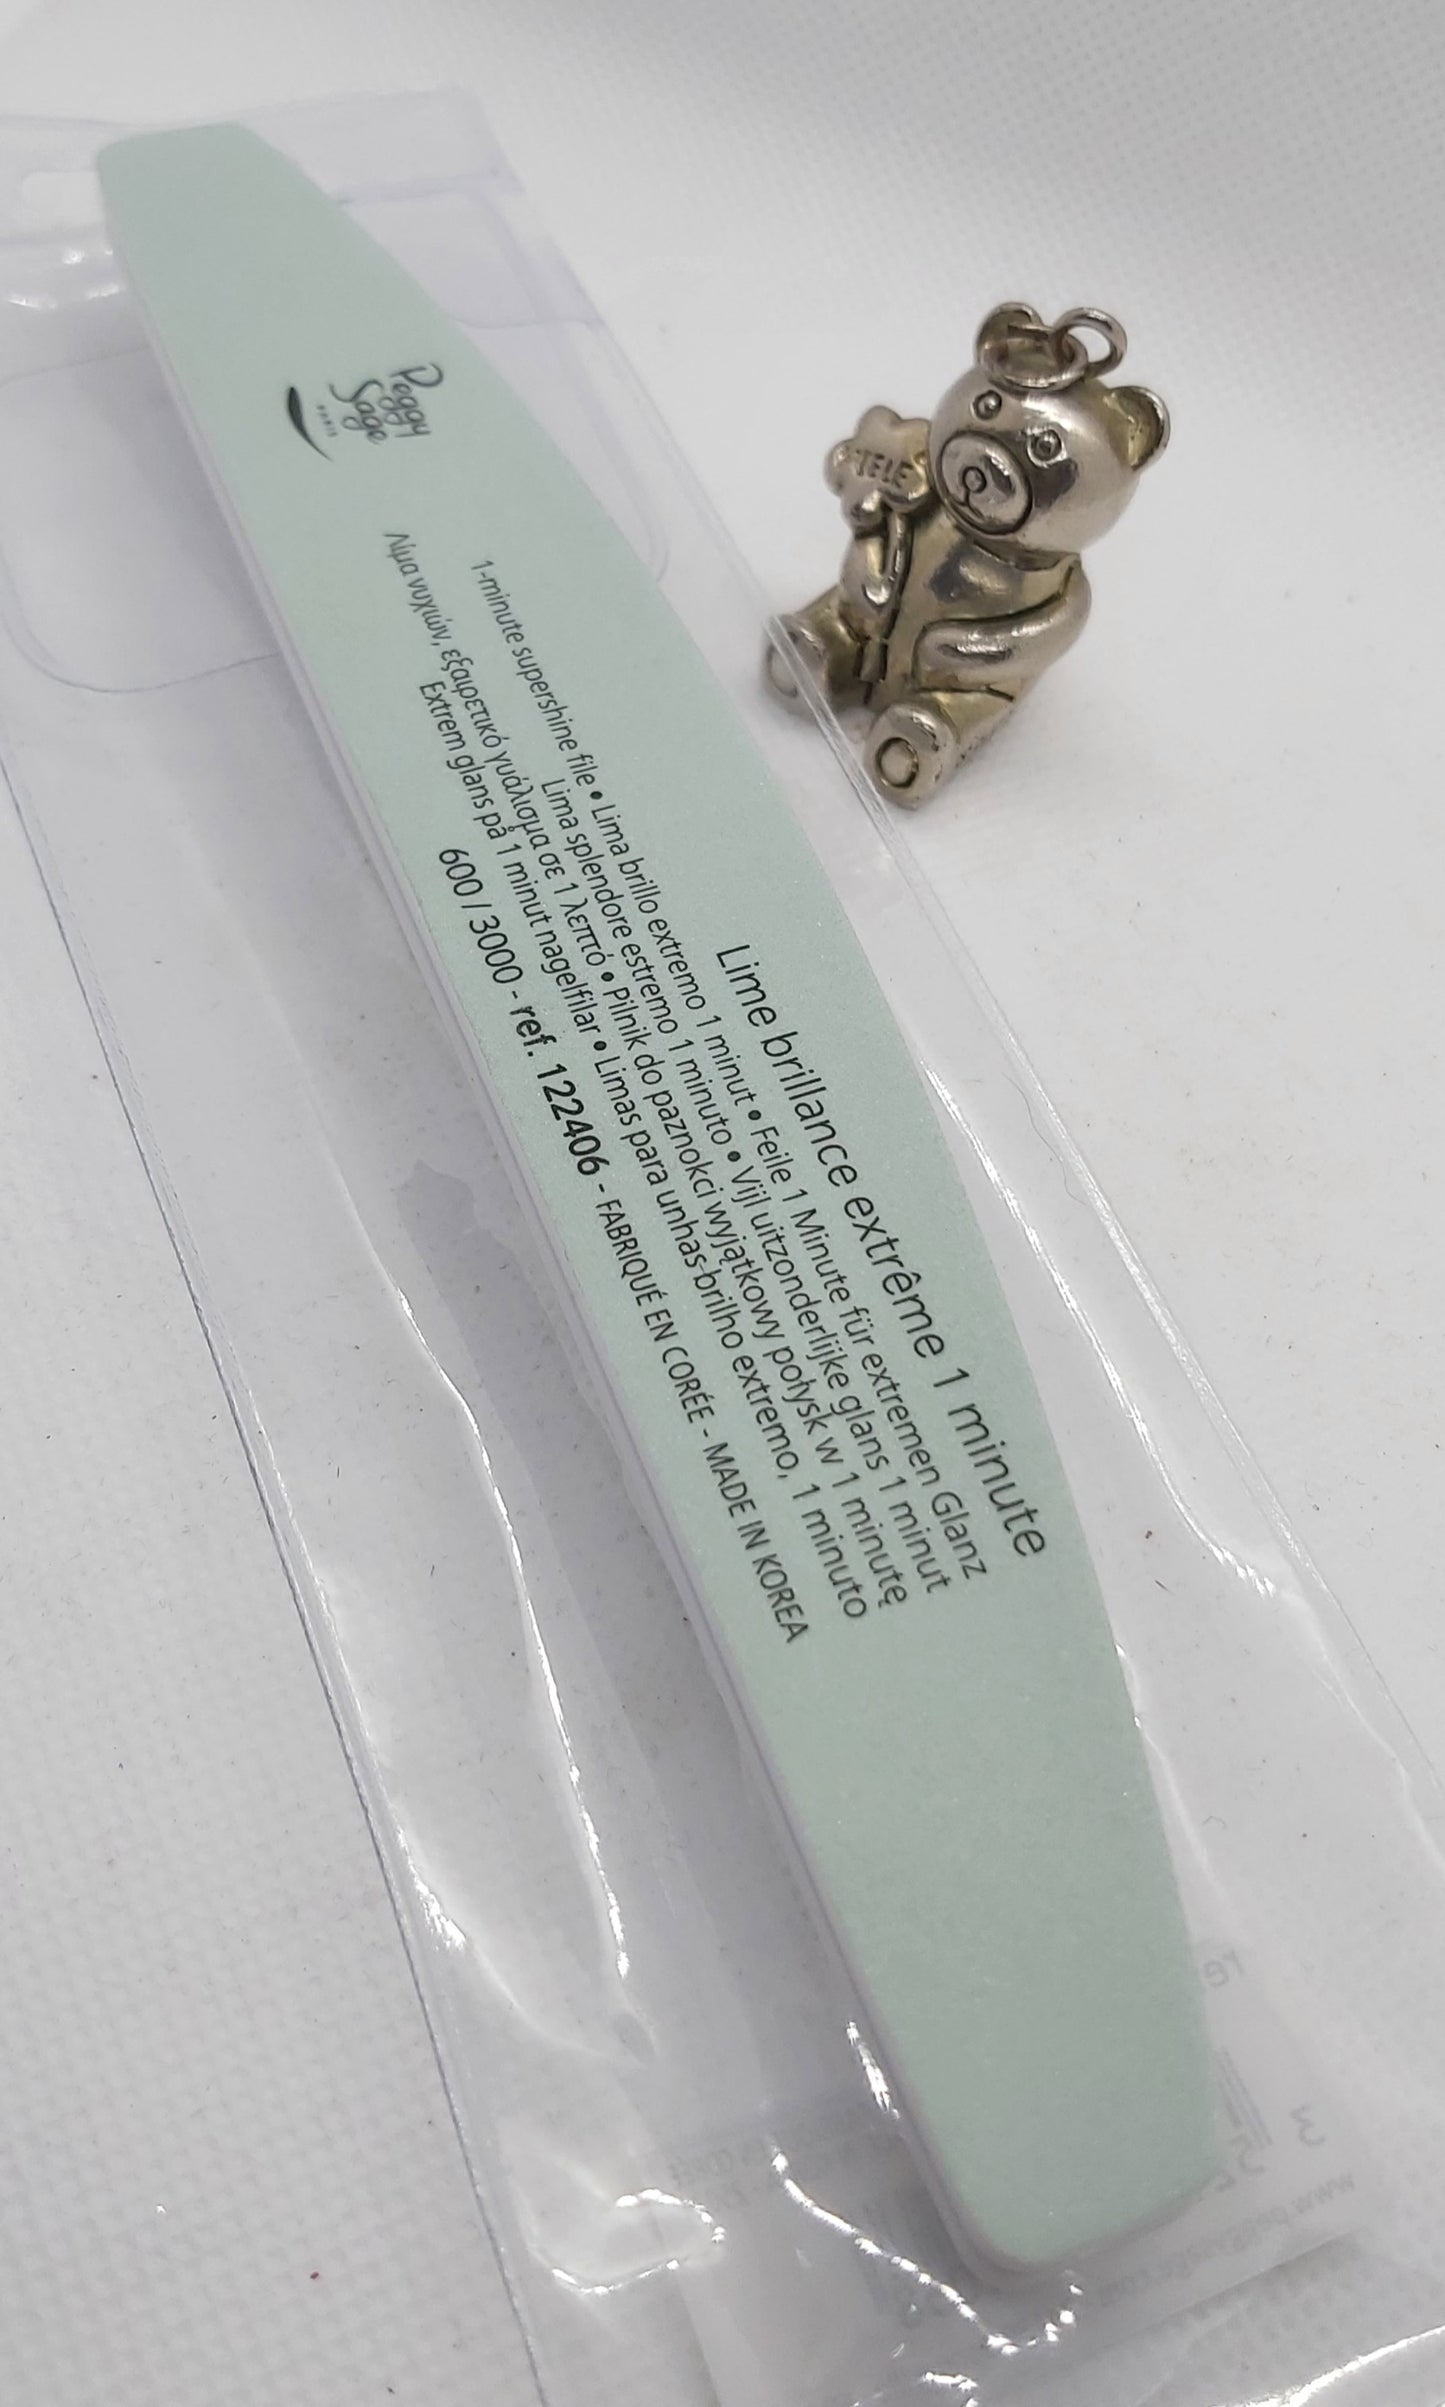 Peggy
Sage
PARIS
Lime brillance extrême 1 minute
1-minute supershine file • Lima brillo extremo 1 minut • Feile 1 Minute für extremen Glanz
Lima splendore estremo 1 minuto • Vijl uitzonderlijke glans 1 minut
Λίμα νυχιών, εξαιρετικό γυάλισμα σε 1 λεπτό • Pilnik do paznokci wyjątkowy połysk w 1 minutę
Extrem glans på 1 minut nagelfilar • Limas para unhas-brilho extremo, 1 minuto
600 / 3000 - ref. 122406 - FABRIQUÉ EN CORÉE - MADE IN KOREA
TELE